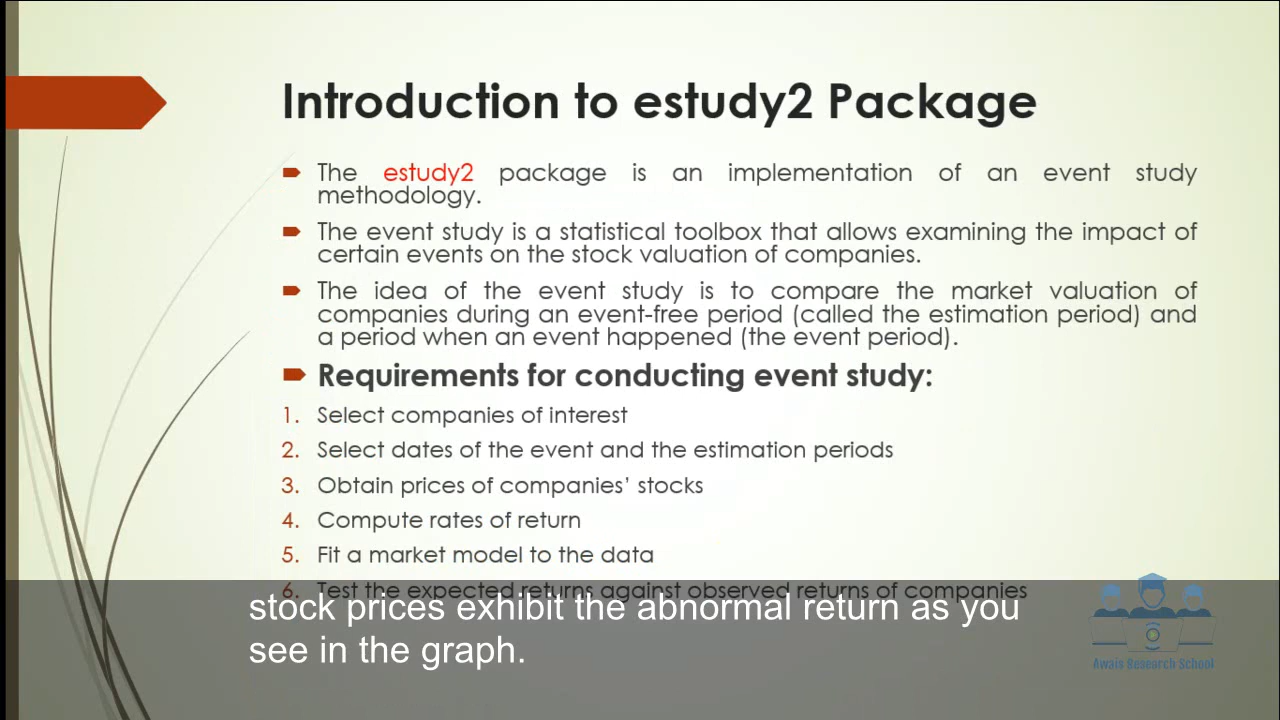 Introduction to estudy2 Package
The estudy2 package is an implementation of an event study
methodology.
The event study is a statistical toolbox that allows examining the impact of
certain events on the stock valuation of companies.
The idea of the event study is to compare the market valuation of
companies during an event-free period (called the estimation period) and
a period when an event happened (the event period).
Requirements for conducting event study:
1. Select companies of interest
2. Select dates of the event and the estimation periods
3. Obtain prices of companies’ stocks
4. Compute rates of return
5. Fit a market model to the data
6. Test the expected returns against observed returns of companies
stock prices exhibit the abnormal return as you
see in the graph.
Awais Research School